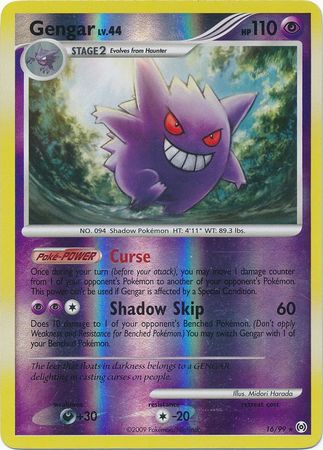 Gengar LV.44 HP 110
STAGE2 Evolves from Haunter
NO. 094 Shadow Pokémon HT: 4'11" WT: 89.3 lbs.
Poké-POWER Curse
Once during your turn (before your attack), you may move 1 damage counter
from 1 of your opponent's Pokémon to another of your opponent's Pokémon.
This power can't be used if Gengar is affected by a Special Condition.
Shadow Skip 60
Does 10 damage to 1 of your opponent's Benched Pokémon. (Don't apply
Weakness and Resistance for Benched Pokémon.) You may switch Gengar with 1
of your Benched Pokémon.
The leer that floats in darkness belongs to a GENGAR
delighting in casting curses on people.
Illus. Midori Harada
weakness resistance retreat cost
+30 -20
16/99
©2009 Pokémon/Nintendo